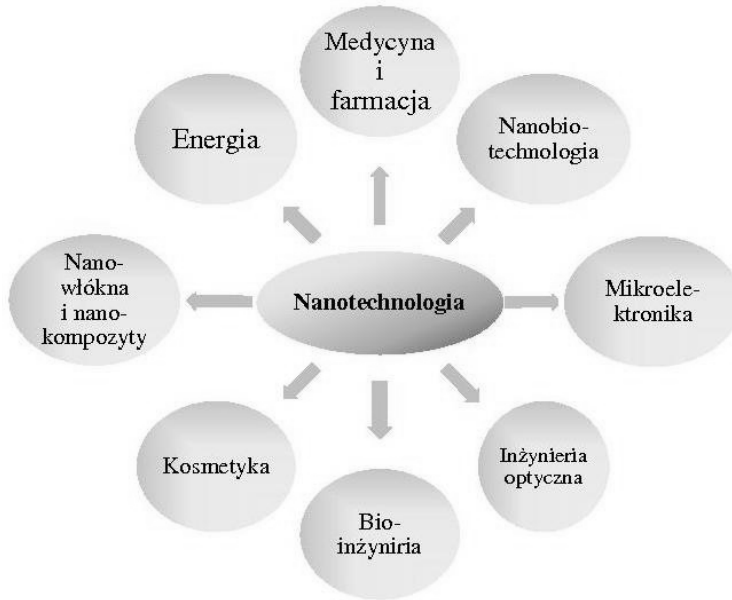 Medycyna
i
farmacja
Energia
Nanobio-
technologia
Nano-
włókna
i nano-
kompozyty
Nanotechnologia
Mikroele-
ktronika
Kosmetyka
Inżynieria
optyczna
Bio-
inżyniria